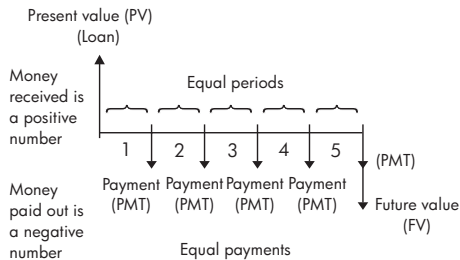 Present value (PV)
(Loan)
Money
received is
a positive
number
Equal periods
1 2 3 4 5
(PMT)
Money
paid out is
a negative
number
Payment Payment Payment Payment
(PMT) (PMT) (PMT) (PMT)
Future value
(FV)
Equal payments